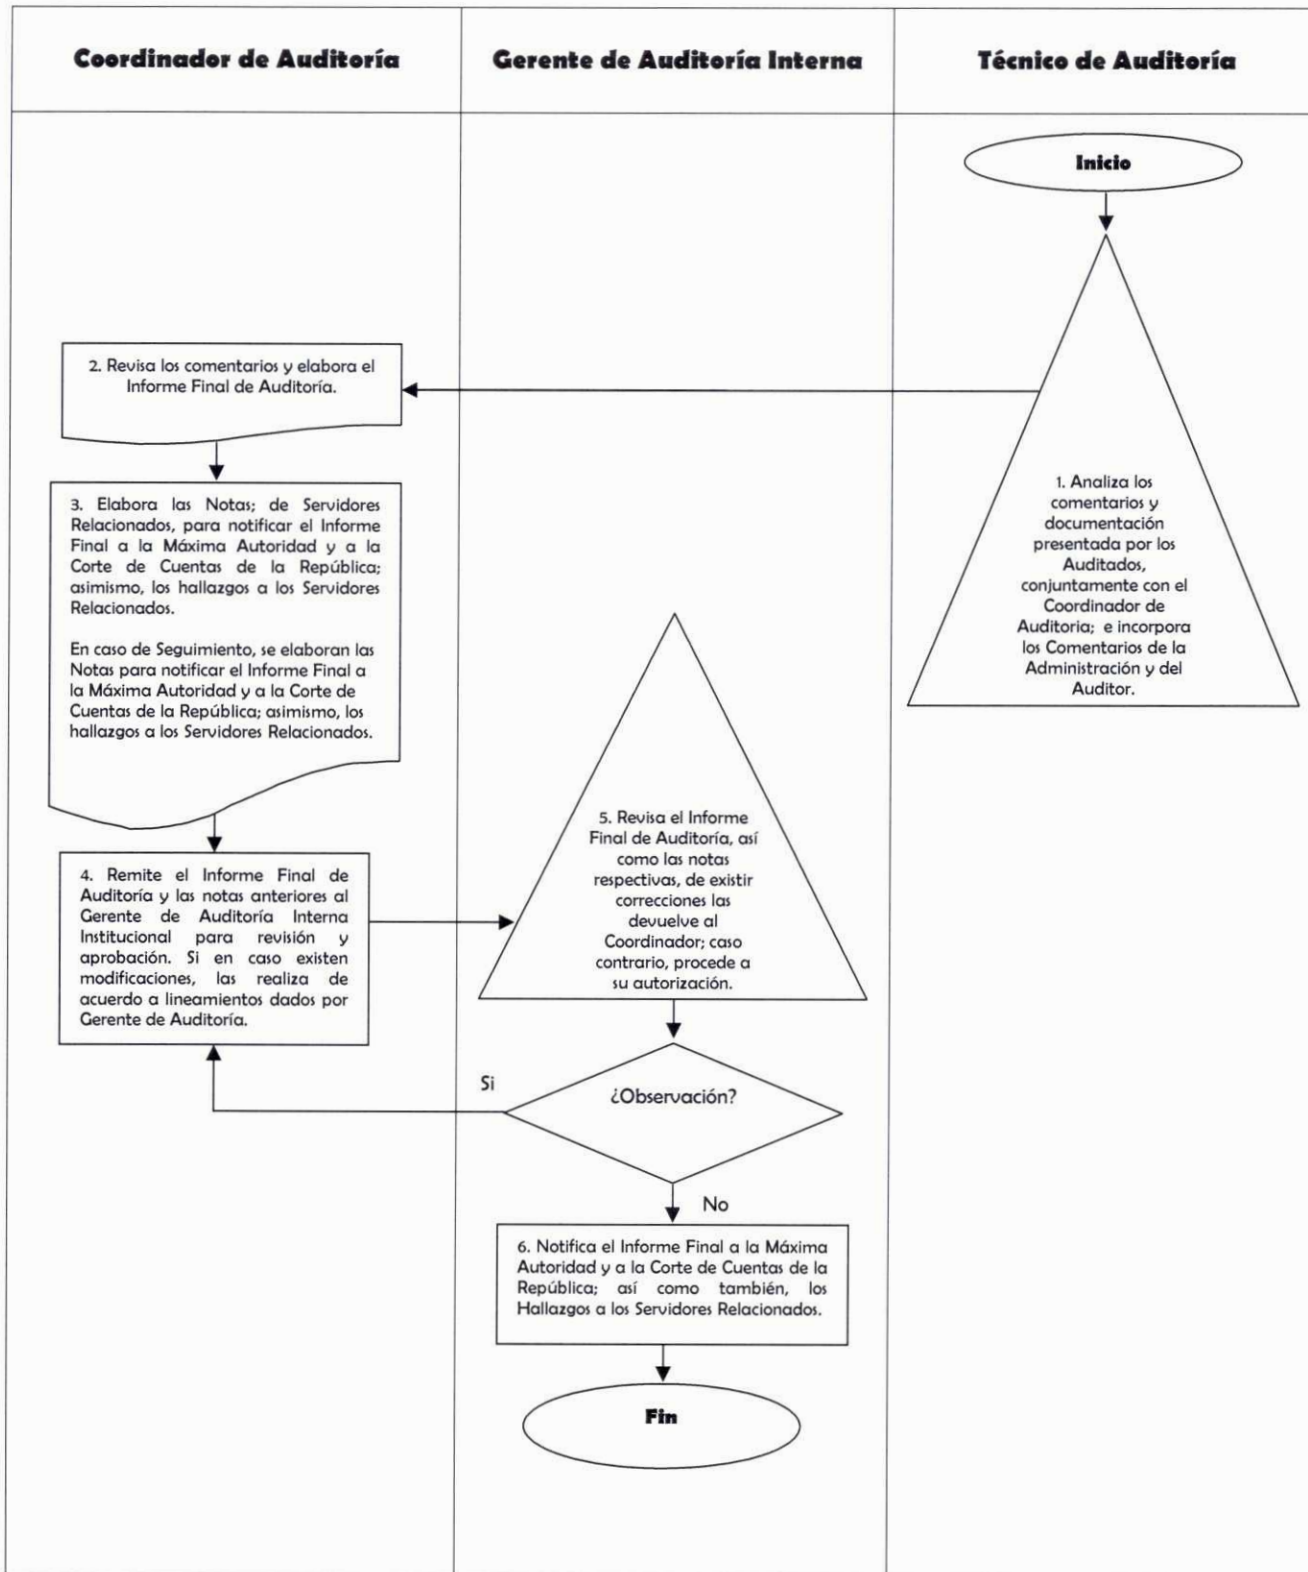 Coordinador de Auditoría
Gerente de Auditoría Interna
Técnico de Auditoría
Inicio
1. Analiza los
comentarios y
documentación
presentada por los
Auditados,
conjuntamente con el
Coordinador de
Auditoria; e incorpora
los Comentarios de la
Administración y del
Auditor.
2. Revisa los comentarios y elabora el
Informe Final de Auditoría.
3. Elabora las Notas; de Servidores
Relacionados, para notificar el Informe
Final a la Máxima Autoridad y a la
Corte de Cuentas de la República;
asimismo, los hallazgos a los Servidores
Relacionados.
En caso de Seguimiento, se elaboran las
Notas para notificar el Informe Final a
la Máxima Autoridad y a la Corte de
Cuentas de la República; asimismo, los
hallazgos a los Servidores Relacionados.
4. Remite el Informe Final de
Auditoría y las notas anteriores al
Gerente de Auditoría Interna
Institucional para revisión y
aprobación. Si en caso existen
modificaciones, las realiza de
acuerdo a lineamientos dados por
Gerente de Auditoría.
5. Revisa el Informe
Final de Auditoría, así
como las notas
respectivas, de existir
correcciones las
devuelve al
Coordinador; caso
contrario, procede a
su autorización.
¿Observación?
Si
No
6. Notifica el Informe Final a la Máxima
Autoridad y a la Corte de Cuentas de la
República; así como también, los
Hallazgos a los Servidores Relacionados.
Fin